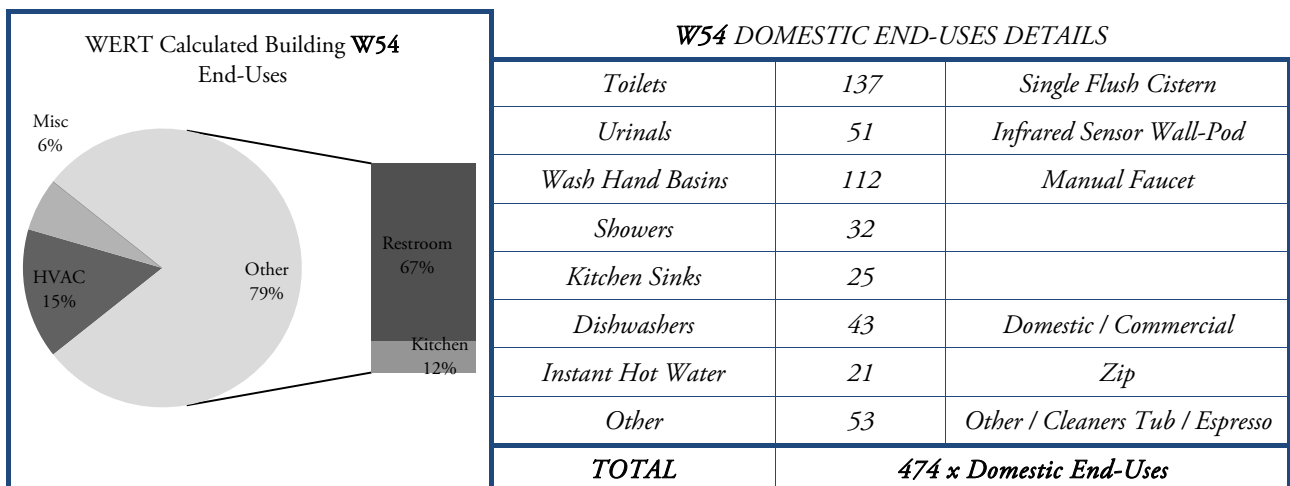 WERT Calculated Building W54
End-Uses
Misc
6%
HVAC
15%
Other
79%
Restroom
67%
Kitchen
12%
W54 DOMESTIC END-USES DETAILS
Toilets 137 Single Flush Cistern
Urinals 51 Infrared Sensor Wall-Pod
Wash Hand Basins 112 Manual Faucet
Showers 32
Kitchen Sinks 25
Dishwashers 43 Domestic / Commercial
Instant Hot Water 21 Zip
Other 53 Other / Cleaners Tub / Espresso
TOTAL 474 x Domestic End-Uses